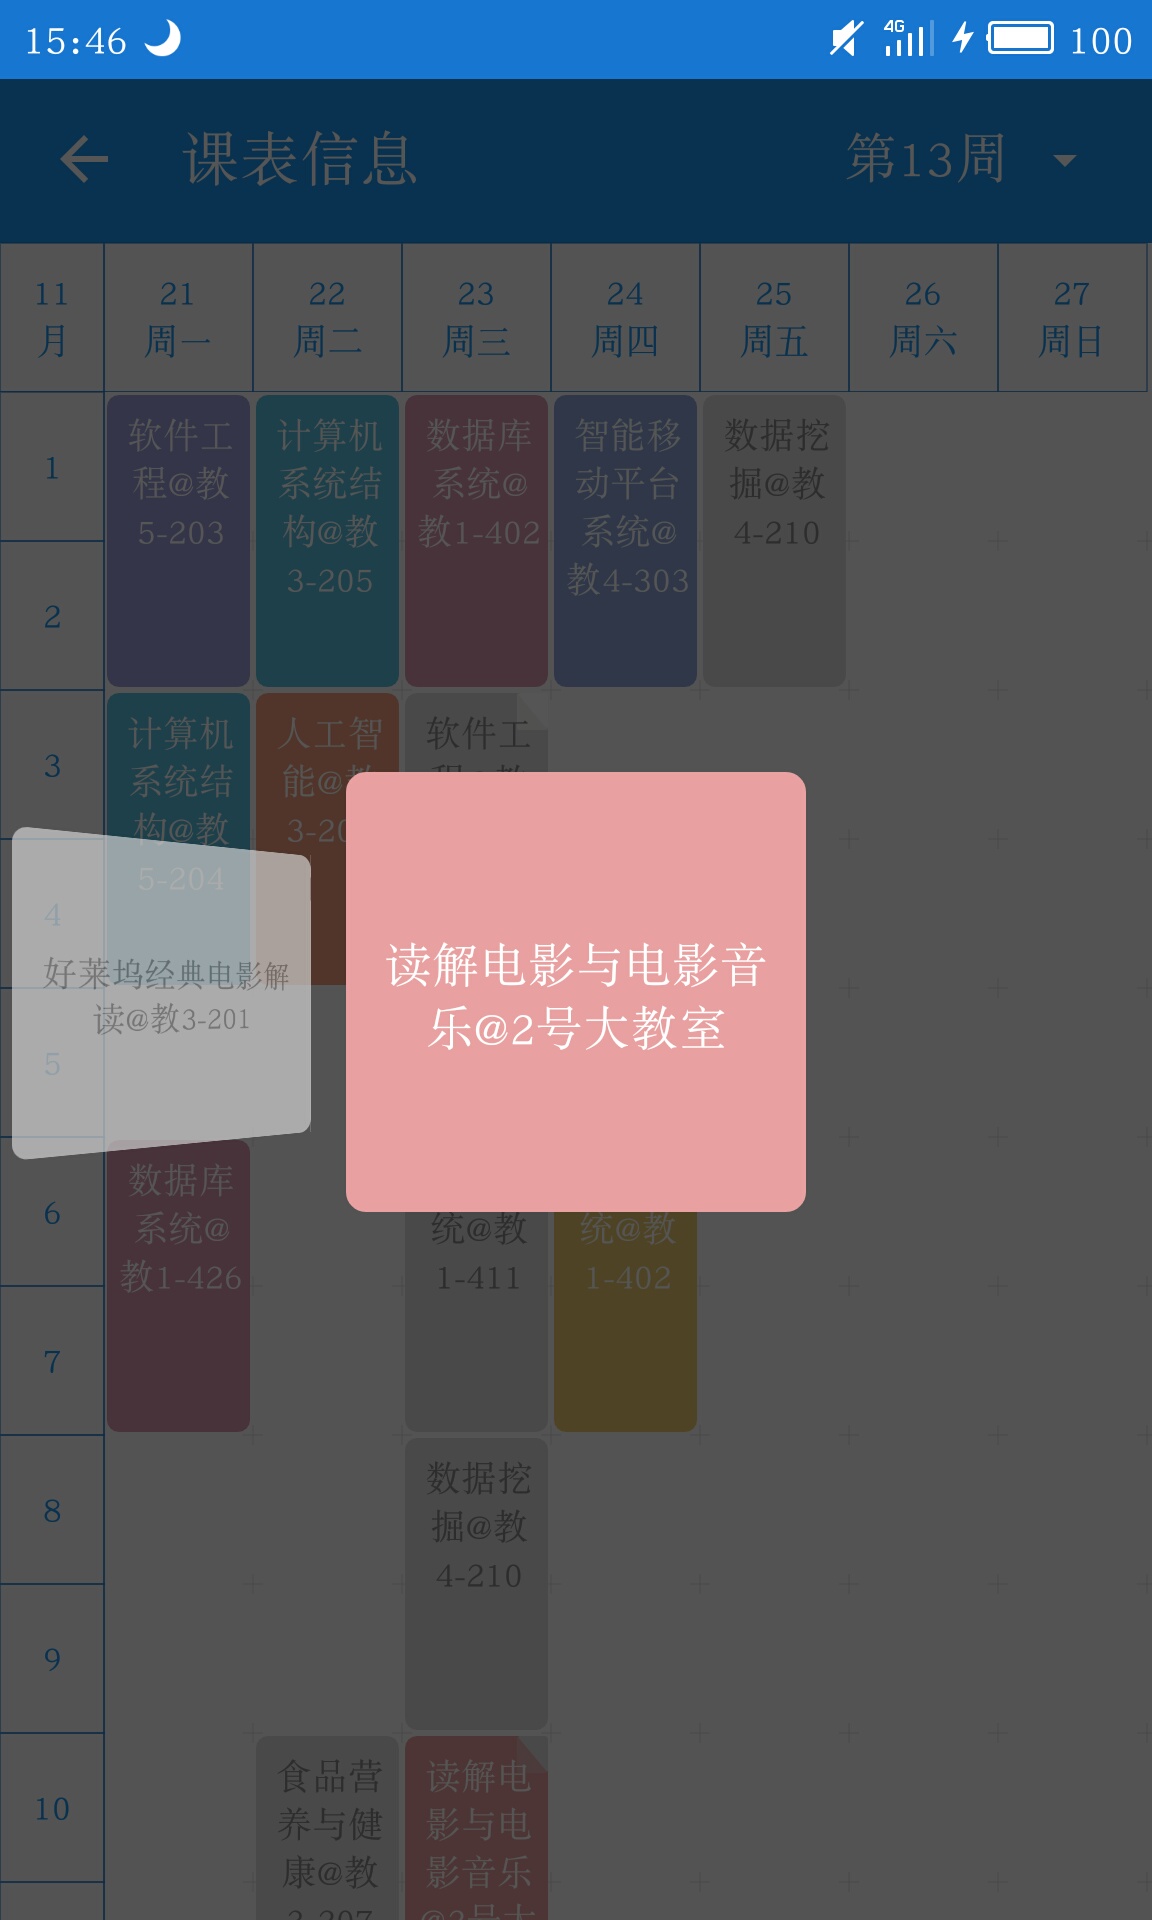 15:46
4G
100
课表信息
第13周
11
月
21
周一
22
周二
23
周三
24
周四
25
周五
26
周六
27
周日
1
2
3
4
5
6
7
8
9
10
软件工
程@教
5-203
计算机
系统结
构@教
3-205
数据库
系统@
教1-402
智能移
动平台
系统@
教4-303
数据挖
掘@教
4-210
计算机
系统结
构@教
5-204
人工智
能@教
3-20
软件工
好莱坞经典电影解
读@教3-201
读解电影与电影音
乐@2号大教室
数据库
系统@
教1-426
统@教
1-411
统@教
1-402
数据挖
掘@教
4-210
食品营
养与健
康@教
读解电
影与电
影音乐
@2号大